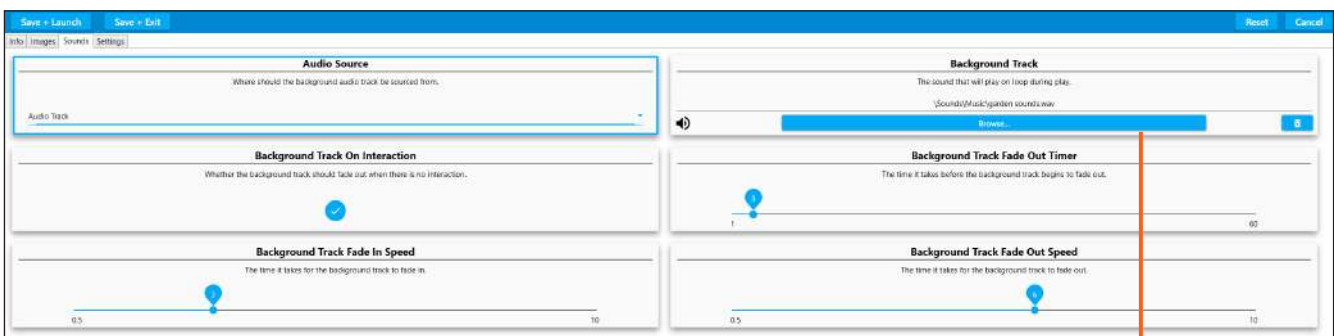 Save + Launch Save + Exit Reset Cancel
Info Images Sounds Settings
Audio Source
Where should the background audio track be sourced from.
Audio Track
Background Track
The sound that will play on loop during play.
\Sounds\Music\garden sounds.wav
Browse...
Background Track On Interaction
Whether the background track should fade out when there is no interaction.
Background Track Fade Out Timer
The time it takes before the background track begins to fade out.
3
1 60
Background Track Fade In Speed
The time it takes for the background track to fade in.
0.5 10
Background Track Fade Out Speed
The time it takes for the background track to fade out.
6
0.5 10